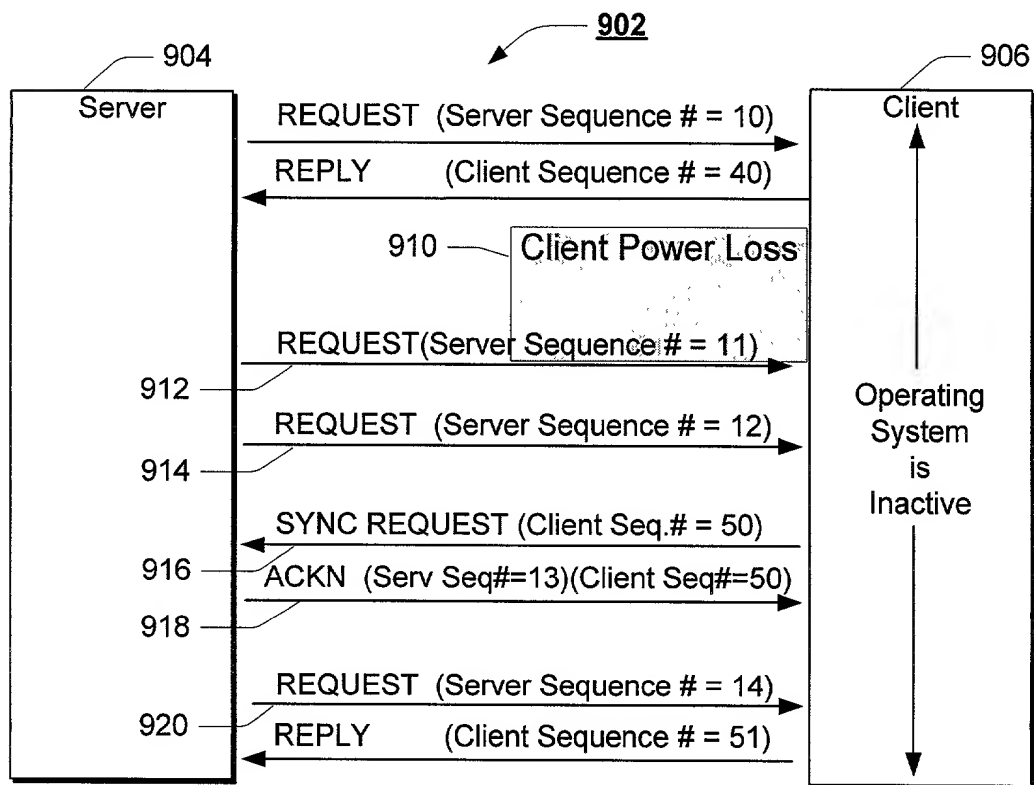 902
904
906
Server
Client
REQUEST (Server Sequence # = 10)
REPLY (Client Sequence # = 40)
910
Client Power Loss
REQUEST(Server Sequence # = 11)
912
REQUEST (Server Sequence # = 12)
914
Operating
System
is
Inactive
SYNC REQUEST (Client Seq.# = 50)
916
ACKN (Serv Seq#=13)(Client Seq#=50)
918
REQUEST (Server Sequence # = 14)
920
REPLY (Client Sequence # = 51)